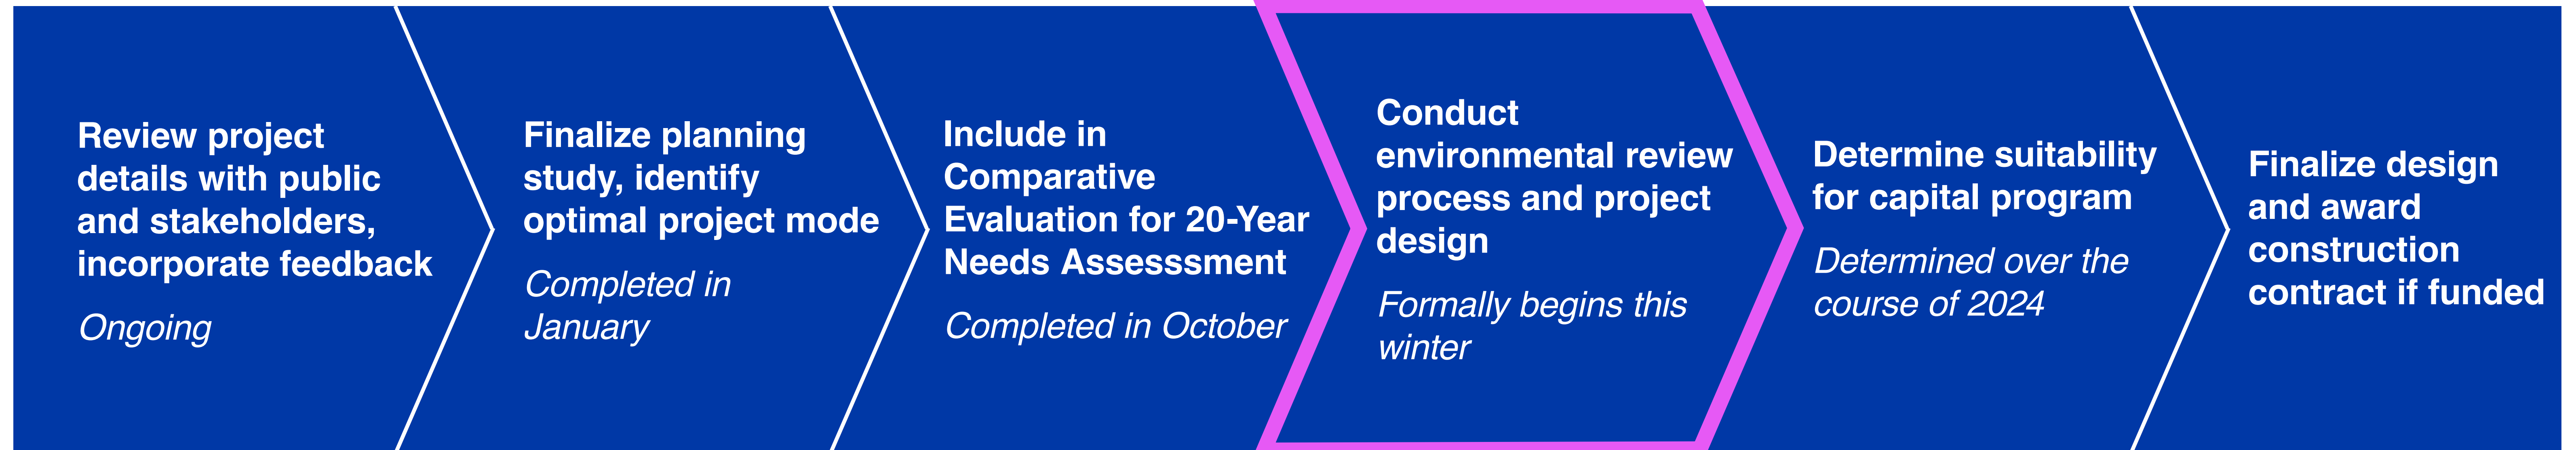 Review project
details with public
and stakeholders,
incorporate feedback
Ongoing
Finalize planning
study, identify
optimal project mode
Completed in
January
Include in
Comparative
Evaluation for 20-Year
Needs Assesssment
Completed in October
Conduct
environmental review
process and project
design
Formally begins this
winter
Determine suitability
for capital program
Determined over the
course of 2024
Finalize design
and award
construction
contract if funded